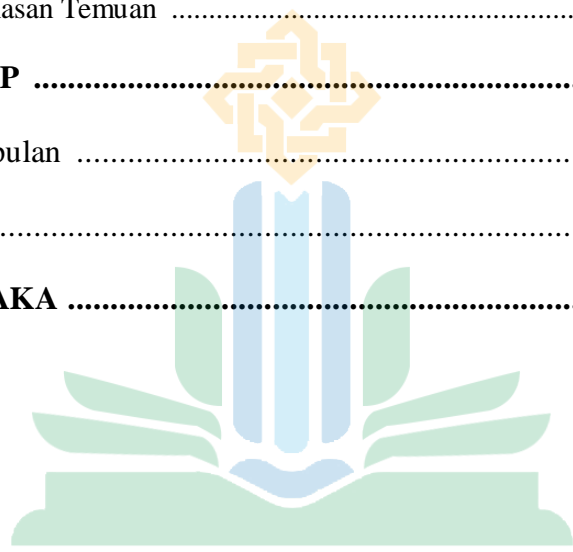 asan Temuan ........................................................................
P ........................................................................
pulan ........................................................................
........................................................................
AKA ........................................................................